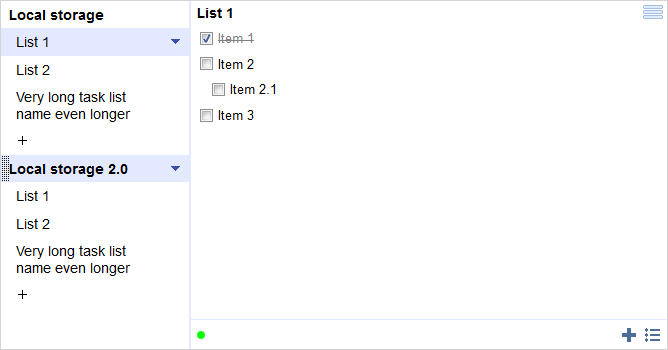 Local storage
List 1
List 2
Very long task list
name even longer
+
Local storage 2.0
List 1
List 2
Very long task list
name even longer
+
List 1
Item 1
Item 2
Item 2.1
Item 3